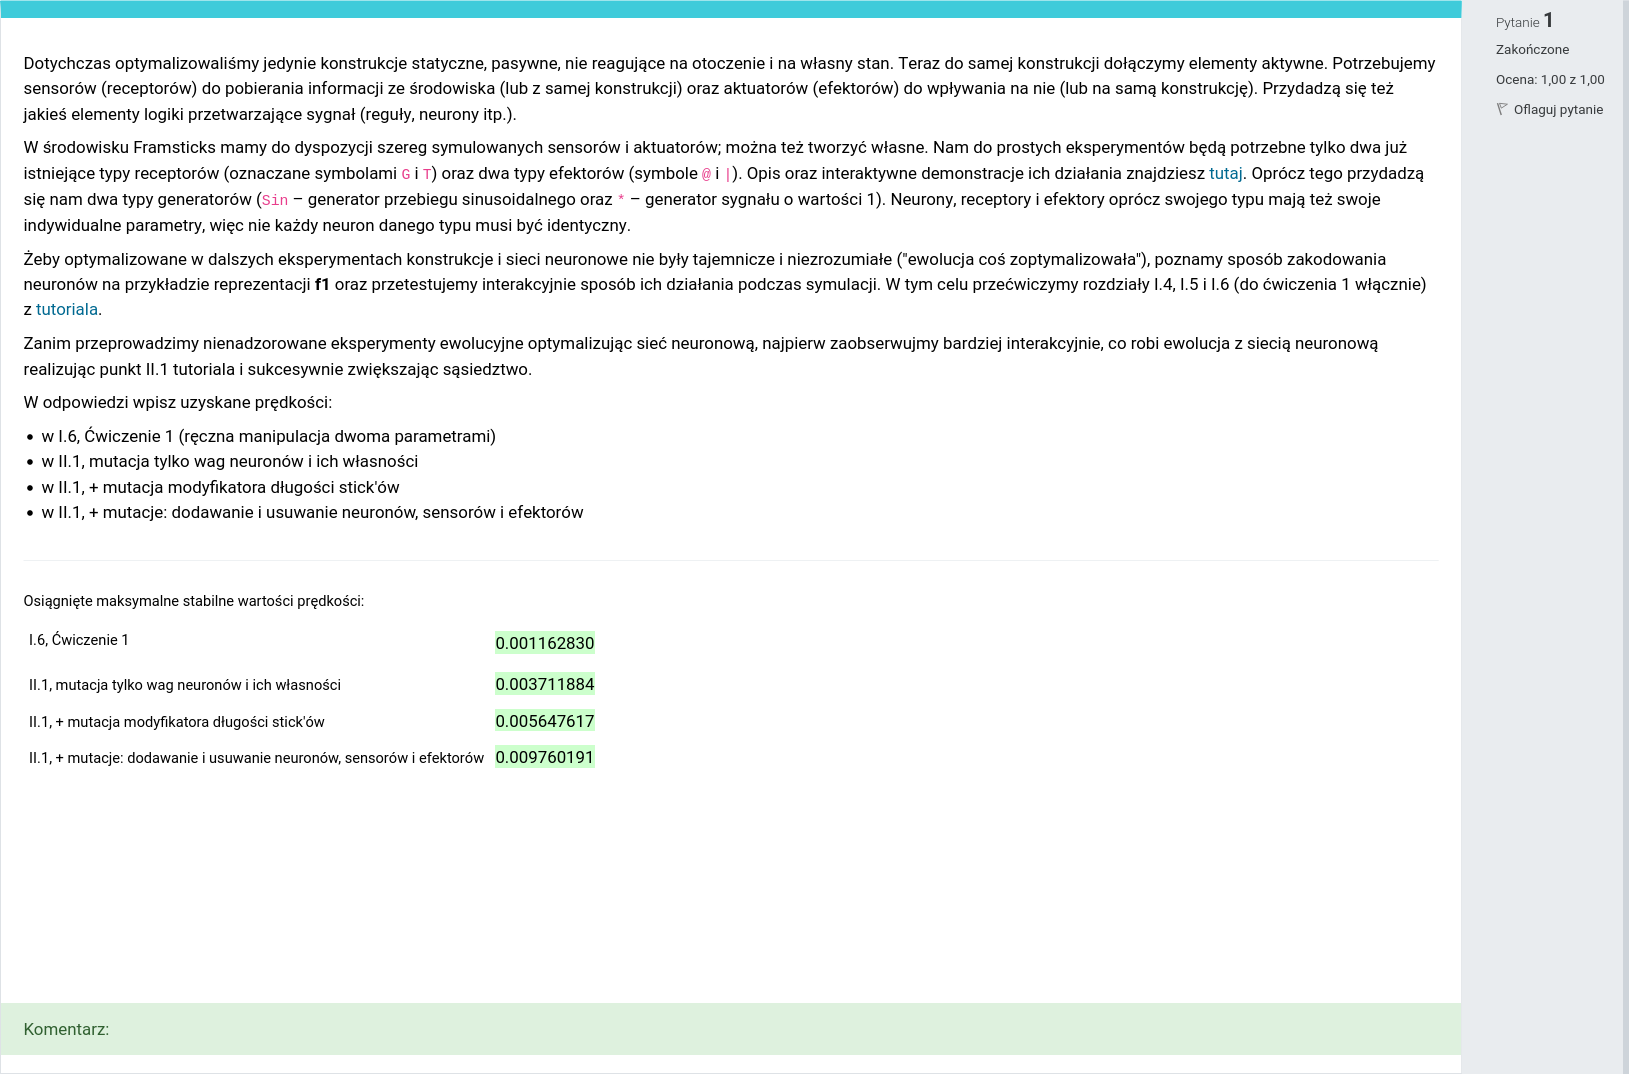 Dotychczas optymalizowaliśmy jedynie konstrukcje statyczne, pasywne, nie reagujące na otoczenie i na własny stan. Teraz do samej konstrukcji dołączymy elementy aktywne. Potrzebujemy
sensorów (receptorów) do pobierania informacji ze środowiska (lub z samej konstrukcji) oraz aktuatorów (efektorów) do wpływania na nie (lub na samą konstrukcję). Przydadzą się też
jakieś elementy logiki przetwarzające sygnał (reguły, neurony itp.).
W środowisku Framsticks mamy do dyspozycji szereg symulowanych sensorów i aktuatorów; można też tworzyć własne. Nam do prostych eksperymentów będą potrzebne tylko dwa już
istniejące typy receptorów (oznaczane symbolami G i T) oraz dwa typy efektorów (symbole @ i |). Opis oraz interaktywne demonstracje ich działania znajdziesz tutaj. Oprócz tego przydadzą
się nam dwa typy generatorów (Sin – generator przebiegu sinusoidalnego oraz * – generator sygnału o wartości 1). Neurony, receptory i efektory oprócz swojego typu mają też swoje
indywidualne parametry, więc nie każdy neuron danego typu musi być identyczny.
Żeby optymalizowane w dalszych eksperymentach konstrukcje i sieci neuronowe nie były tajemnicze i niezrozumiałe ("ewolucja coś zoptymalizowała"), poznamy sposób zakodowania
neuronów na przykładzie reprezentacji f1 oraz przetestujemy interakcyjnie sposób ich działania podczas symulacji. W tym celu przećwiczymy rozdziały I.4, I.5 i I.6 (do ćwiczenia 1 włącznie)
z tutoriala.
Zanim przeprowadzimy nienadzorowane eksperymenty ewolucyjne optymalizując sieć neuronową, najpierw zaobserwujmy bardziej interakcyjnie, co robi ewolucja z siecią neuronową
realizując punkt II.1 tutoriala i sukcesywnie zwiększając sąsiedztwo.
W odpowiedzi wpisz uzyskane prędkości:
• w I.6, Ćwiczenie 1 (ręczna manipulacja dwoma parametrami)
• w II.1, mutacja tylko wag neuronów i ich własności
• w II.1, + mutacja modyfikatora długości stick'ów
• w II.1, + mutacje: dodawanie i usuwanie neuronów, sensorów i efektorów
Osiągnięte maksymalne stabilne wartości prędkości:
I.6, Ćwiczenie 1 0.001162830
II.1, mutacja tylko wag neuronów i ich własności 0.003711884
II.1, + mutacja modyfikatora długości stick'ów 0.005647617
II.1, + mutacje: dodawanie i usuwanie neuronów, sensorów i efektorów 0.009760191
Komentarz:
Pytanie 1
Zakończone
Ocena: 1,00 z 1,00
Oflaguj pytanie